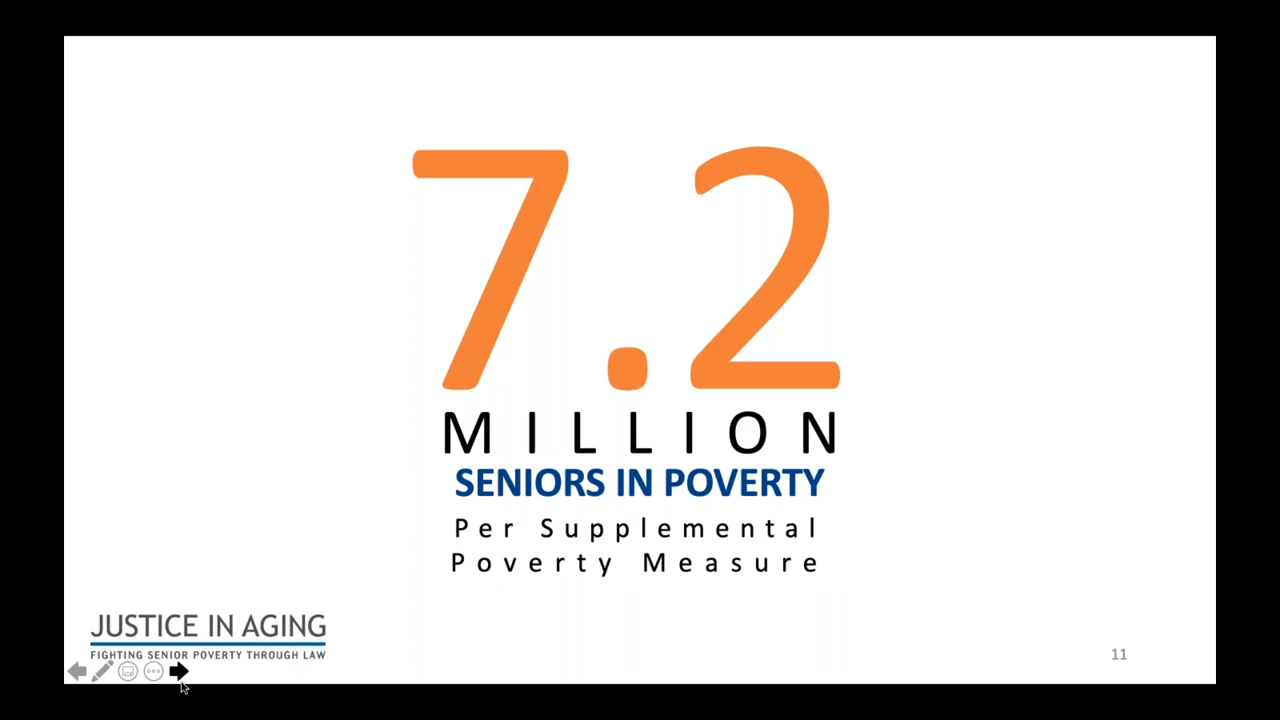 7.2
MILLION
SENIORS IN POVERTY
Per Supplemental
Poverty Measure
JUSTICE IN AGING
FIGHTING SENIOR POVERTY THROUGH LAW
11